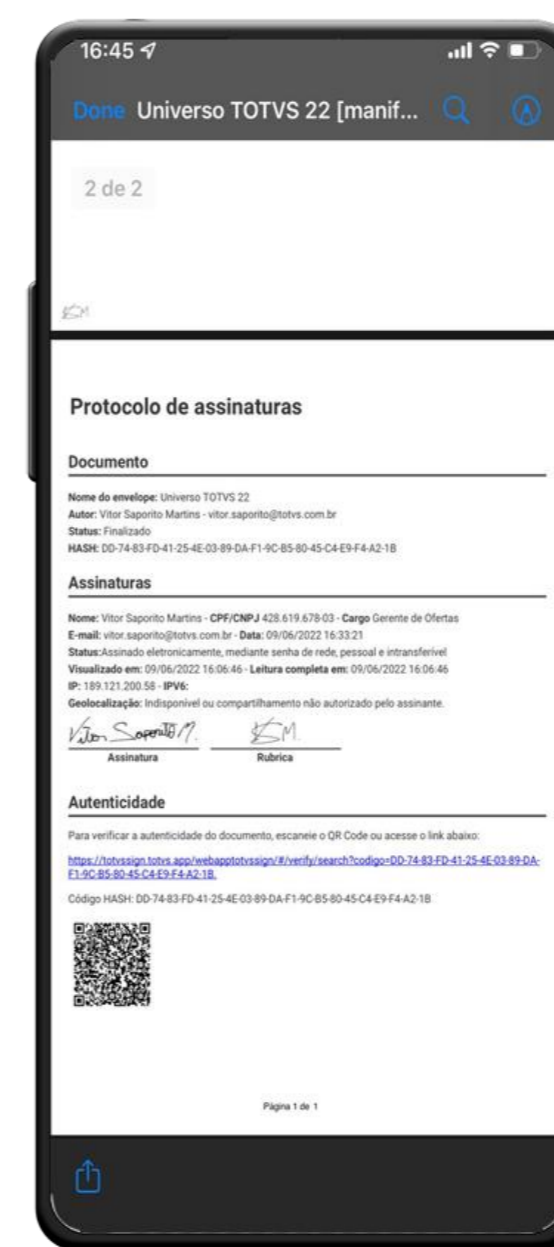 16:45
Done Universo TOTVS 22 [manif...
2 de 2
Protocolo de assinaturas
Documento
Nome do envelope: Universo TOTVS 22
Autor: Vitor Saporito Martins - vitor.saporito@totvs.com.br
Status: Finalizado
HASH: DD-74-83-FD-41-25-4E-03-89-DA-F1-9C-B5-80-45-C4-E9-F4-A2-1B
Assinaturas
Nome: Vitor Saporito Martins - CPF/CNPJ 428.619.678-03 - Cargo Gerente de Ofertas
E-mail: vitor.saporito@totvs.com.br - Data: 09/06/2022 16:33:21
Status:Assinado eletronicamente, mediante senha de rede, pessoal e intransferível
Visualizado em: 09/06/2022 16:06:46 - Leitura completa em: 09/06/2022 16:06:46
IP: 189.121.200.58 - IPV6:
Geolocalização: Indisponivel ou compartilhamento não autorizado pelo assinante.
Vitor Saporito M.
Assinatura Rubrica
Autenticidade
Para verificar a autenticidade do documento, escaneie o QR Code ou acesse o link abaixo:
https://totvssign.totvs.app/webapptotvssign/#/verify/search?codigo=DD-74-83-FD-41-25-4E-03-89-DA-
F1-9C-B5-80-45-C4-E9-F4-A2-1B.
Código HASH: DD-74-83-FD-41-25-4E-03-89-DA-F1-9C-B5-80-45-C4-E9-F4-A2-1B
Página 1 de 1